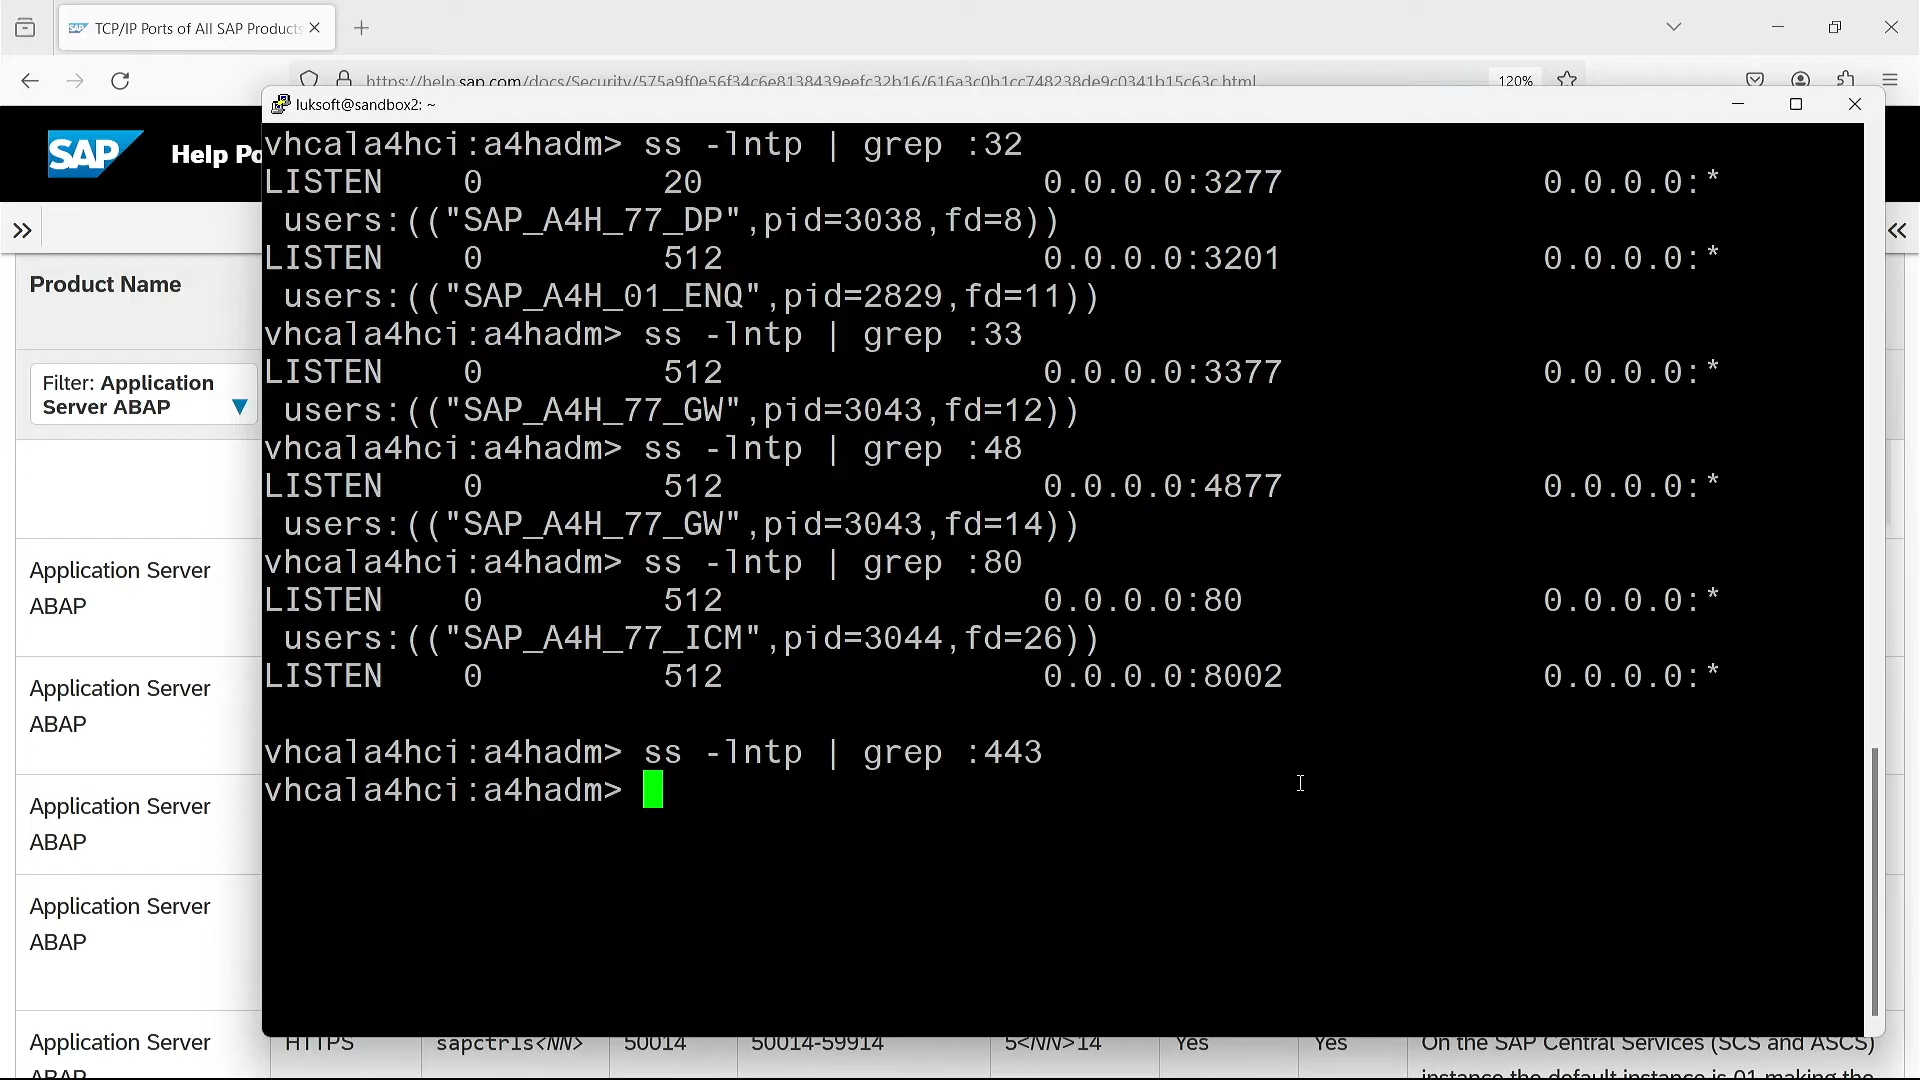 TCP/IP Ports of All SAP Products
https://help.sap.com/docs/Security/575a9f0e56f34c6e8138439eefc32b16/616a3c0b1cc748238de9c0341b15c63c.html
120%
luksoft@sandbox2: ~
SAP Help Po
Product Name
Filter: Application
Server ABAP
Application Server
ABAP
Application Server
ABAP
Application Server
ABAP
Application Server
ABAP
vhcala4hci:a4hadm> ss -lntp | grep :32
LISTEN 0 20 0.0.0.0:3277 0.0.0.0:*
users:(("SAP_A4H_77_DP",pid=3038,fd=8))
LISTEN 0 512 0.0.0.0:3201 0.0.0.0:*
users:(("SAP_A4H_01_ENQ",pid=2829,fd=11))
vhcala4hci:a4hadm> ss -lntp | grep :33
LISTEN 0 512 0.0.0.0:3377 0.0.0.0:*
users:(("SAP_A4H_77_GW",pid=3043,fd=12))
vhcala4hci:a4hadm> ss -lntp | grep :48
LISTEN 0 512 0.0.0.0:4877 0.0.0.0:*
users:(("SAP_A4H_77_GW",pid=3043,fd=14))
vhcala4hci:a4hadm> ss -lntp | grep :80
LISTEN 0 512 0.0.0.0:80 0.0.0.0:*
users:(("SAP_A4H_77_ICM",pid=3044,fd=26))
LISTEN 0 512 0.0.0.0:8002 0.0.0.0:*
vhcala4hci:a4hadm> ss -lntp | grep :443
vhcala4hci:a4hadm>
Application Server HTTPS sapctrls<NN> 50014 50014-59914 5<NN>14 Yes Yes On the SAP Central Services (SCS and ASCS)
ABAP instance the default instance is 01 making the